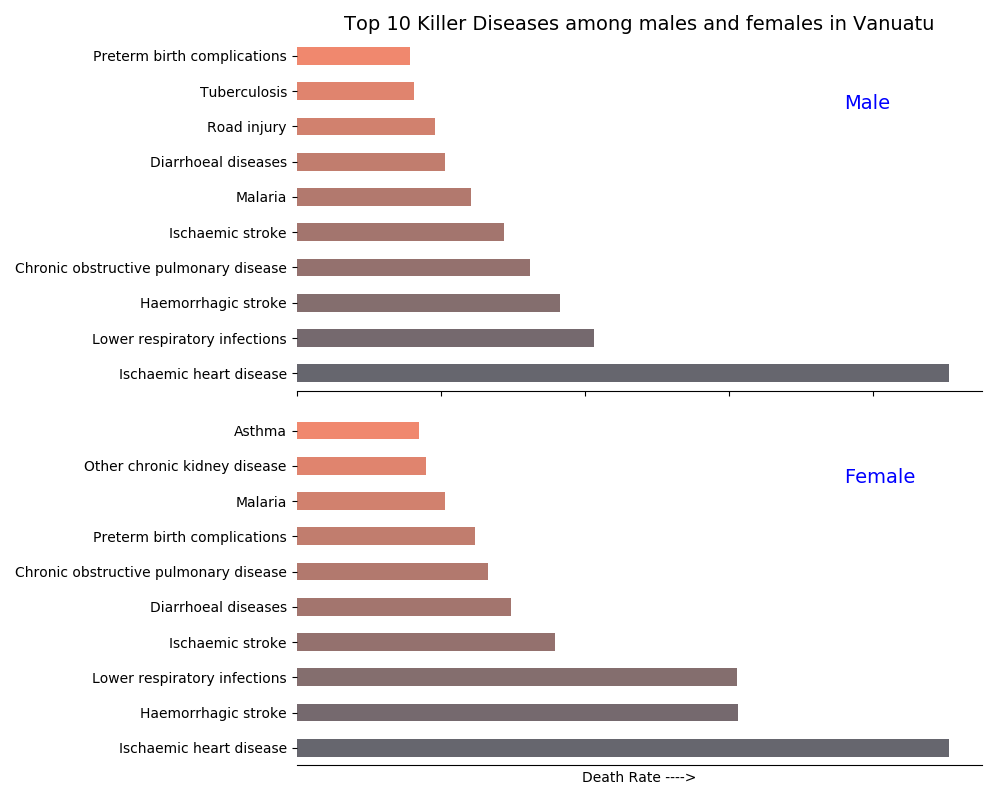 Top 10 Killer Diseases among males and females in Vanuatu
Preterm birth complications
Tuberculosis
Male
Road injury
Diarrhoeal diseases
Malaria
Ischaemic stroke
Chronic obstructive pulmonary disease
Haemorrhagic stroke
Lower respiratory infections
Ischaemic heart disease
Asthma
Other chronic kidney disease
Female
Malaria
Preterm birth complications
Chronic obstructive pulmonary disease
Diarrhoeal diseases
Ischaemic stroke
Lower respiratory infections
Haemorrhagic stroke
Ischaemic heart disease
Death Rate ---->